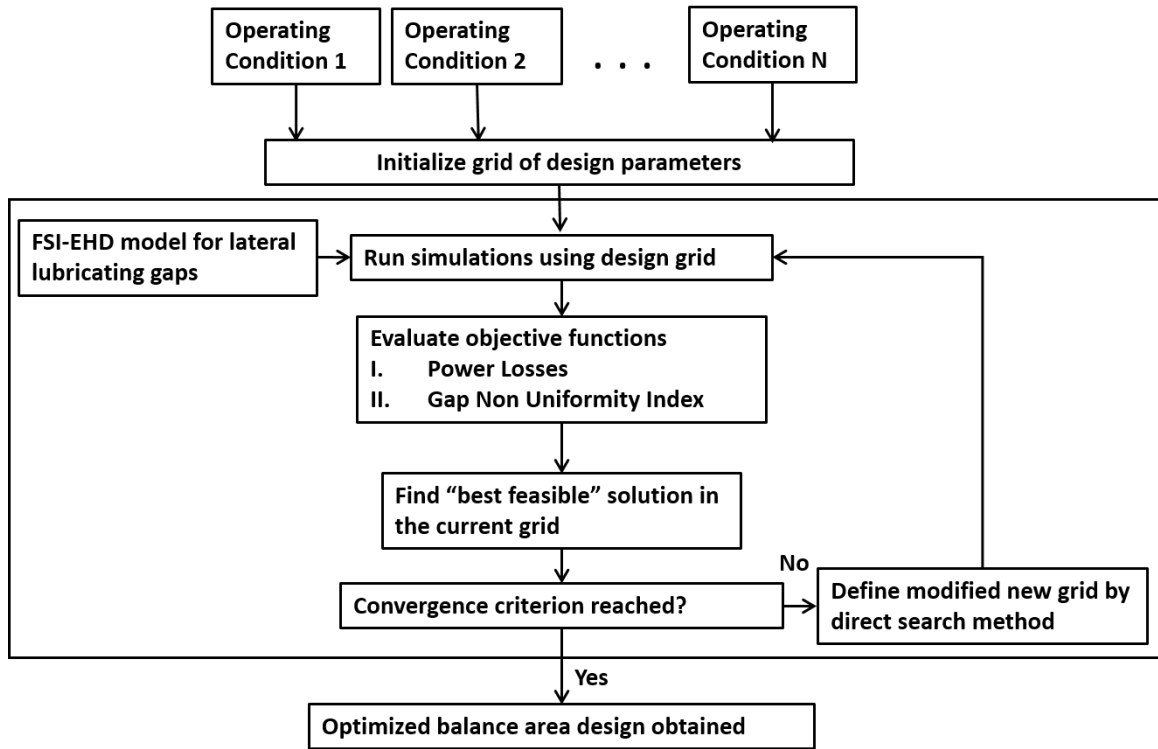 Operating
Condition 1
Operating
Condition 2
. . .
Operating
Condition N
Initialize grid of design parameters
FSI-EHD model for lateral
lubricating gaps
Run simulations using design grid
Evaluate objective functions
I. Power Losses
II. Gap Non Uniformity Index
Find “best feasible” solution in
the current grid
No
Convergence criterion reached?
Define modified new grid by
direct search method
Yes
Optimized balance area design obtained